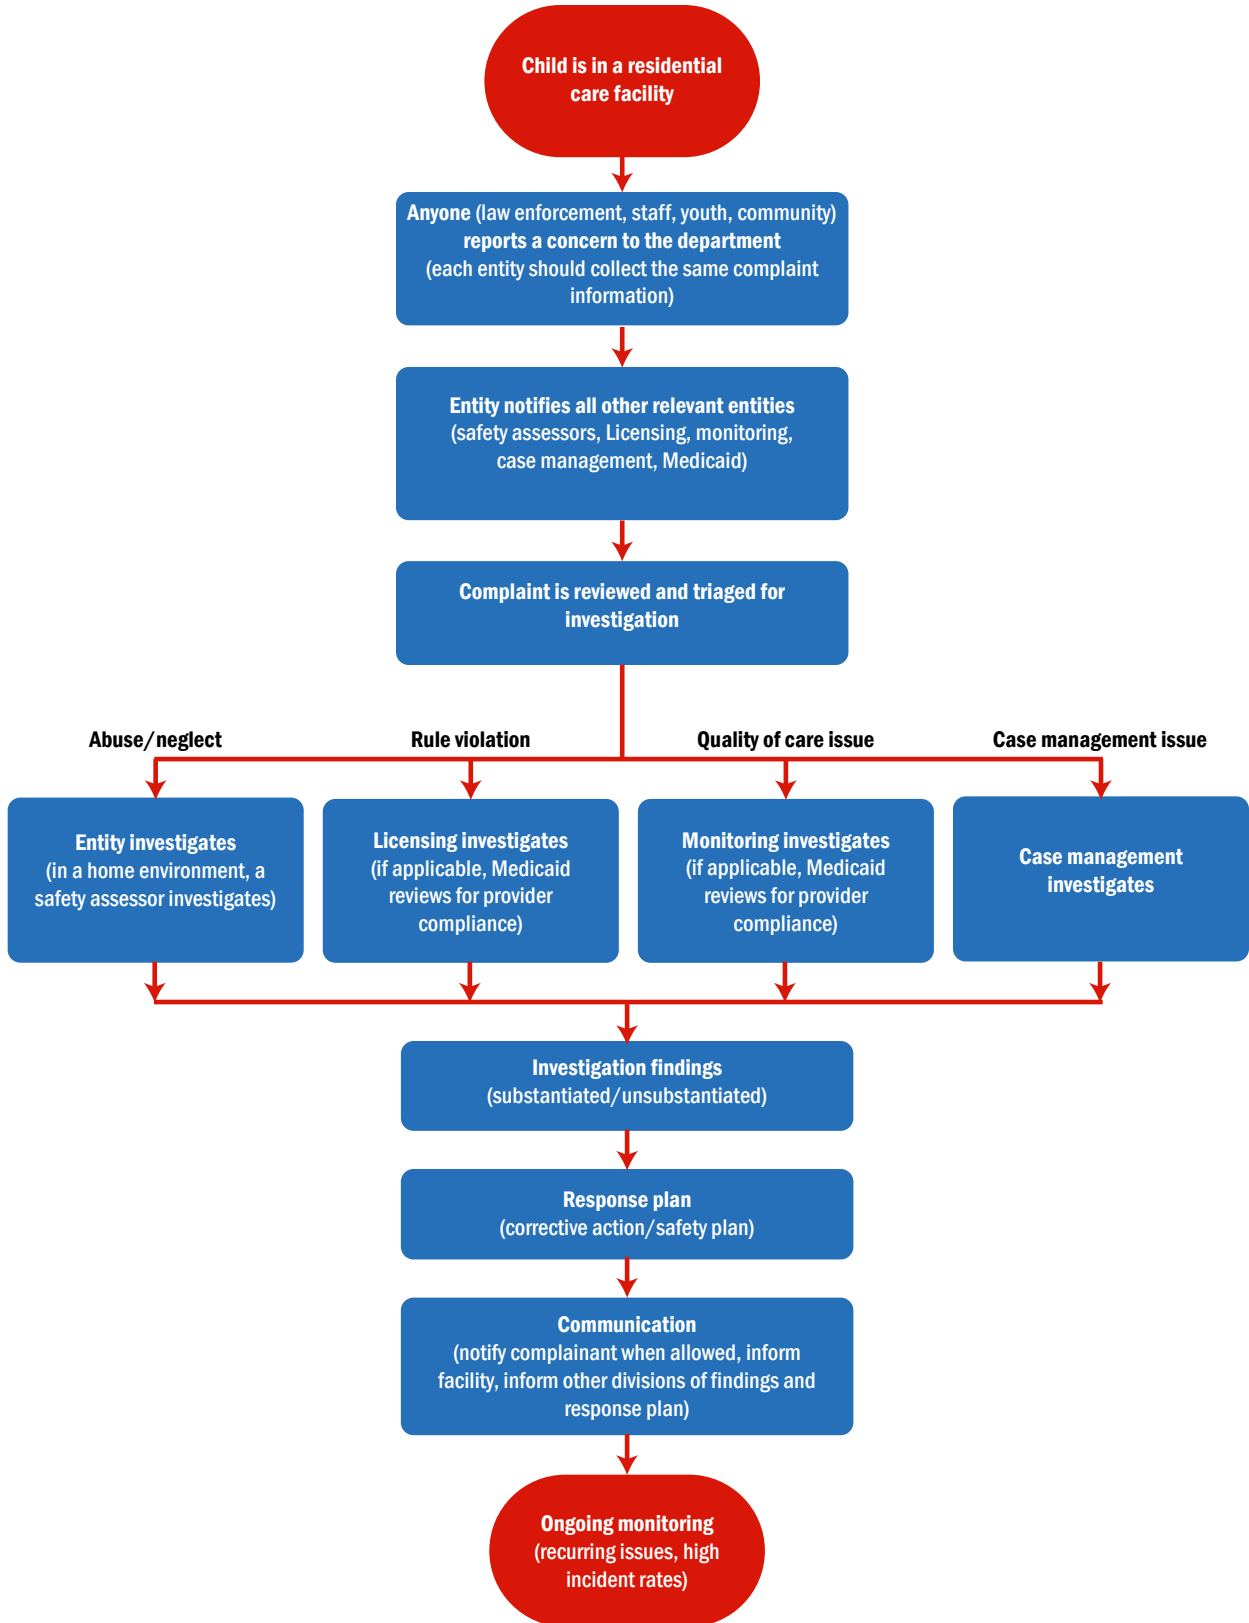 Child is in a residential
care facility
Anyone (law enforcement, staff, youth, community)
reports a concern to the department
(each entity should collect the same complaint
information)
Entity notifies all other relevant entities
(safety assessors, Licensing, monitoring,
case management, Medicaid)
Complaint is reviewed and triaged for
investigation
Abuse/neglect
Rule violation
Quality of care issue
Case management issue
Entity investigates
(in a home environment, a
safety assessor investigates)
Licensing investigates
(if applicable, Medicaid
reviews for provider
compliance)
Monitoring investigates
(if applicable, Medicaid
reviews for provider
compliance)
Case management
investigates
Investigation findings
(substantiated/unsubstantiated)
Response plan
(corrective action/safety plan)
Communication
(notify complainant when allowed, inform
facility, inform other divisions of findings and
response plan)
Ongoing monitoring
(recurring issues, high
incident rates)